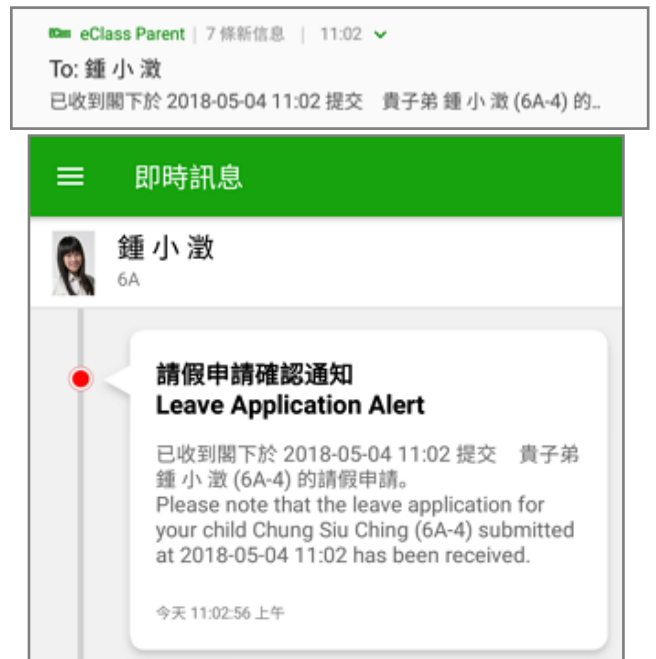 eClass eClass Parent | 7 條新信息 | 11:02
To: 鍾 小 澂
已收到閣下於 2018-05-04 11:02 提交　貴子弟 鍾 小 澂 (6A-4) 的..
即時訊息
鍾 小 澂
6A
請假申請確認通知
Leave Application Alert
已收到閣下於 2018-05-04 11:02 提交　貴子弟
鍾 小 澂 (6A-4) 的請假申請。
Please note that the leave application for
your child Chung Siu Ching (6A-4) submitted
at 2018-05-04 11:02 has been received.
今天 11:02:56 上午